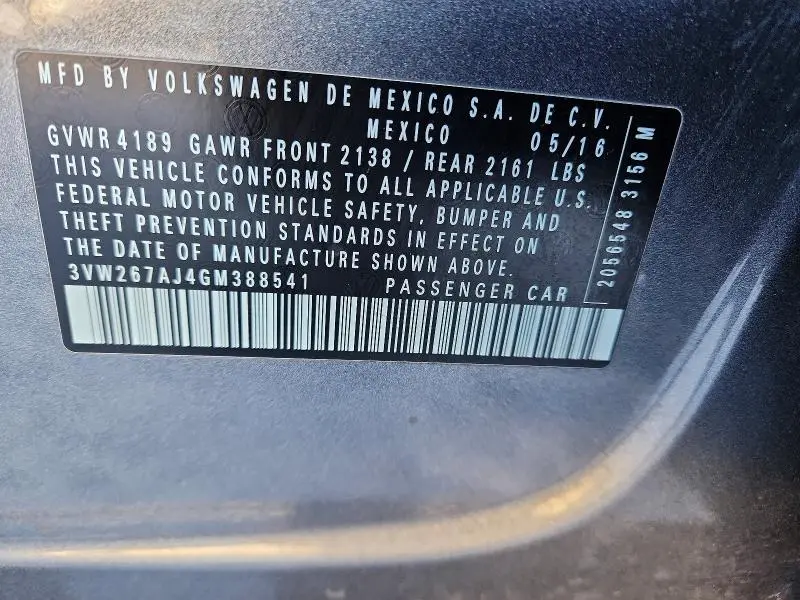 MFD BY VOLKSWAGEN DE MEXICO S.A. DE C.V.
MEXICO 05/16
GVWR 4189 GAWR FRONT 2138 / REAR 2161 LBS
THIS VEHICLE CONFORMS TO ALL APPLICABLE U.S.
FEDERAL MOTOR VEHICLE SAFETY, BUMPER AND
THEFT PREVENTION STANDARDS IN EFFECT ON
THE DATE OF MANUFACTURE SHOWN ABOVE.
3VW267AJ4GM388541 PASSENGER CAR
2056548 3156 M